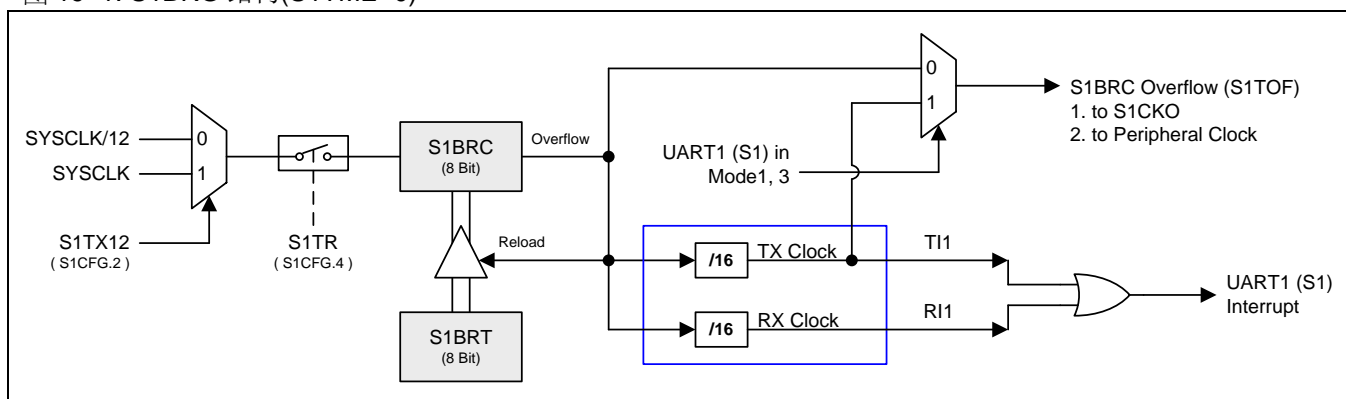 S1BRC
SYSCLK/12
SYSCLK
0
1
S1TX12
( S1CFG.2 )
S1TR
( S1CFG.4 )
S1BRC
(8 Bit)
Overflow
Reload
S1BRT
(8 Bit)
UART1 (S1) in
Mode1, 3
0
1
S1BRC Overflow (S1TOF)
1. to S1CKO
2. to Peripheral Clock
/16
TX Clock
TI1
/16
RX Clock
RI1
UART1 (S1)
Interrupt